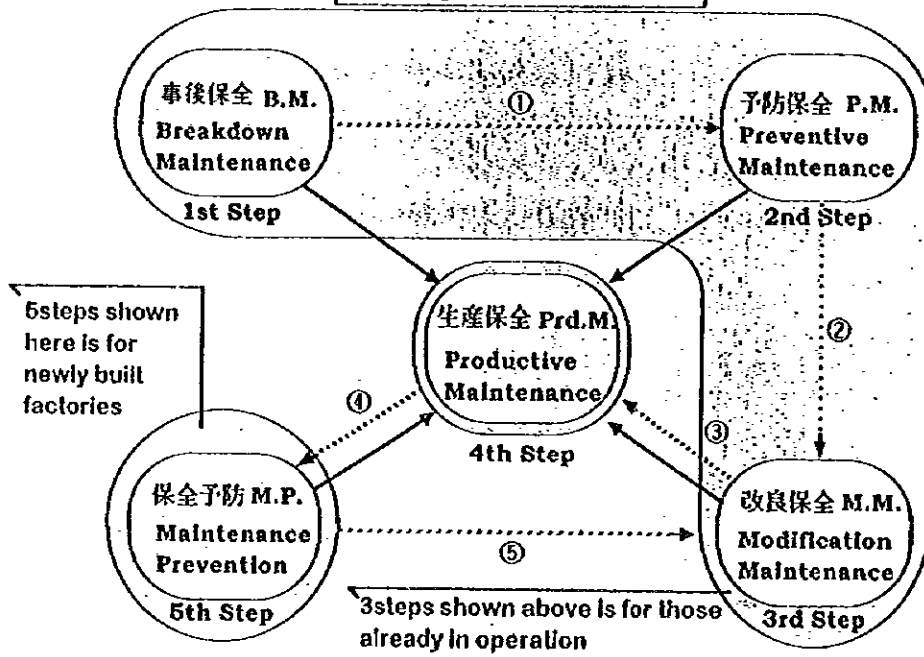 事後保全 B.M.
Breakdown
Maintenance
1st Step
①
予防保全 P.M.
Preventive
Maintenance
2nd Step
②
生産保全 Prd.M.
Productive
Maintenance
4th Step
5steps shown
here is for
newly built
factories
④
③
保全予防 M.P.
Maintenance
Prevention
5th Step
⑤
改良保全 M.M.
Modification
Maintenance
3rd Step
3steps shown above is for those
already in operation